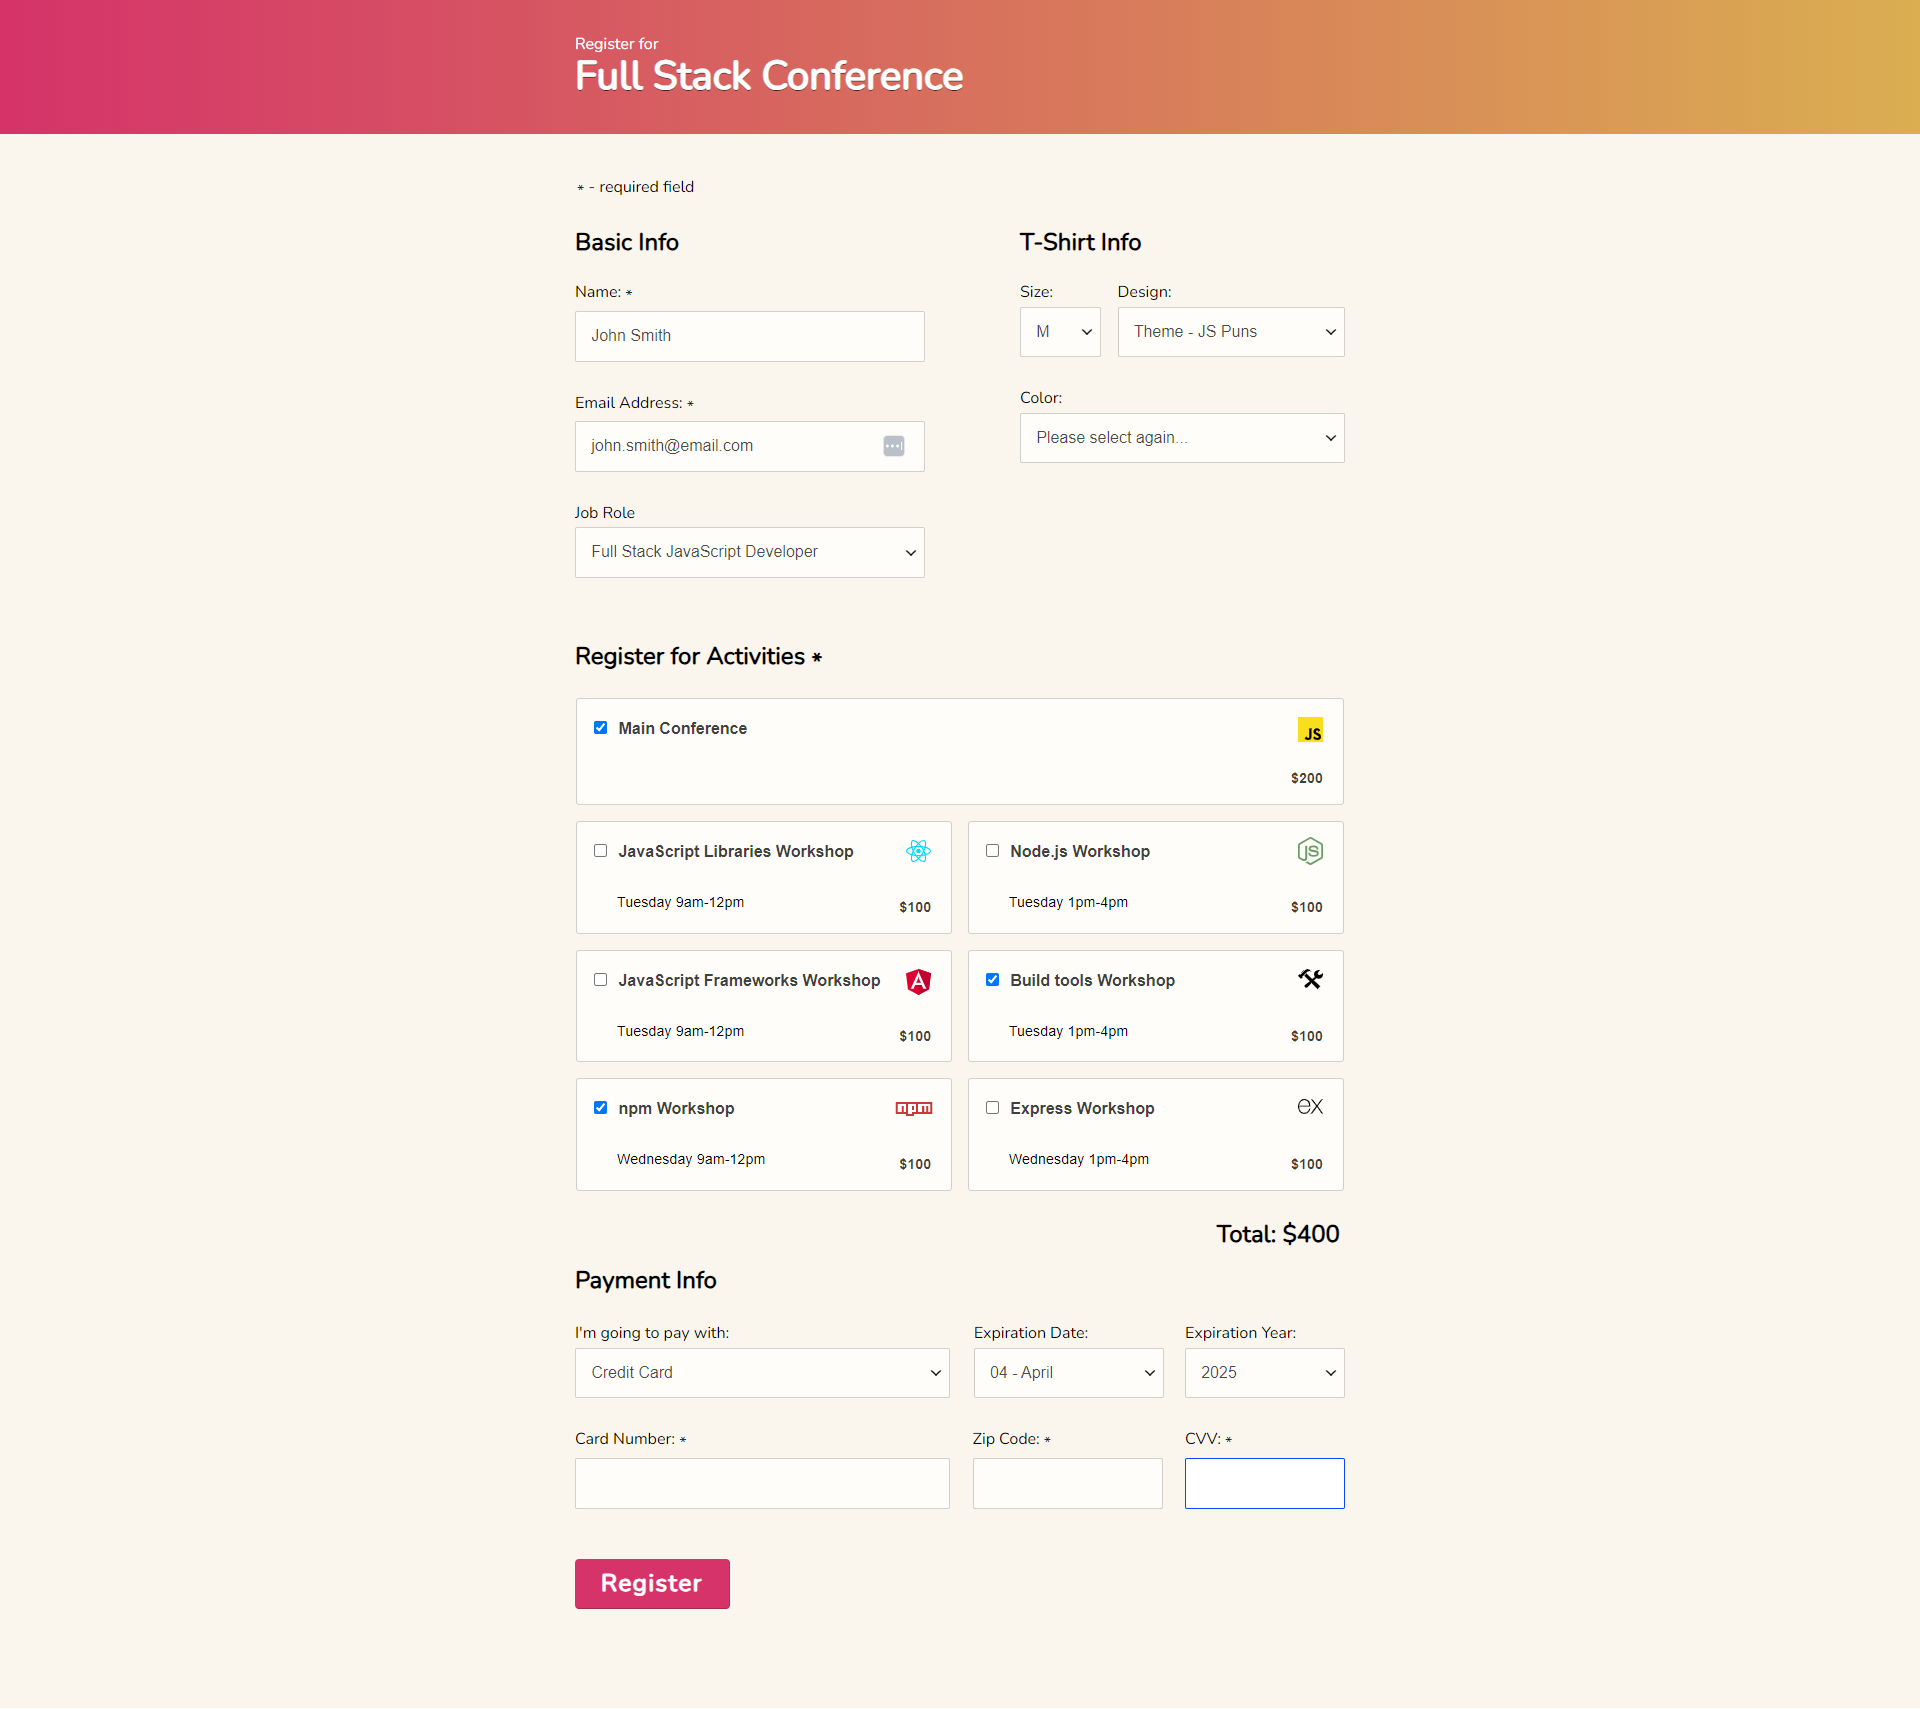 Register for
Full Stack Conference
* - required field
Basic Info
Name: *
John Smith
Email Address: *
john.smith@email.com
Job Role
Full Stack JavaScript Developer
T-Shirt Info
Size:
M
Design:
Theme - JS Puns
Color:
Please select again...
Register for Activities *
Main Conference
JS
$200
JavaScript Libraries Workshop
Tuesday 9am-12pm
$100
Node.js Workshop
JS
Tuesday 1pm-4pm
$100
JavaScript Frameworks Workshop
A
Tuesday 9am-12pm
$100
Build tools Workshop
Tuesday 1pm-4pm
$100
npm Workshop
npm
Wednesday 9am-12pm
$100
Express Workshop
ex
Wednesday 1pm-4pm
$100
Total: $400
Payment Info
I'm going to pay with:
Credit Card
Expiration Date:
04 - April
Expiration Year:
2025
Card Number: *
Zip Code: *
CVV: *
Register